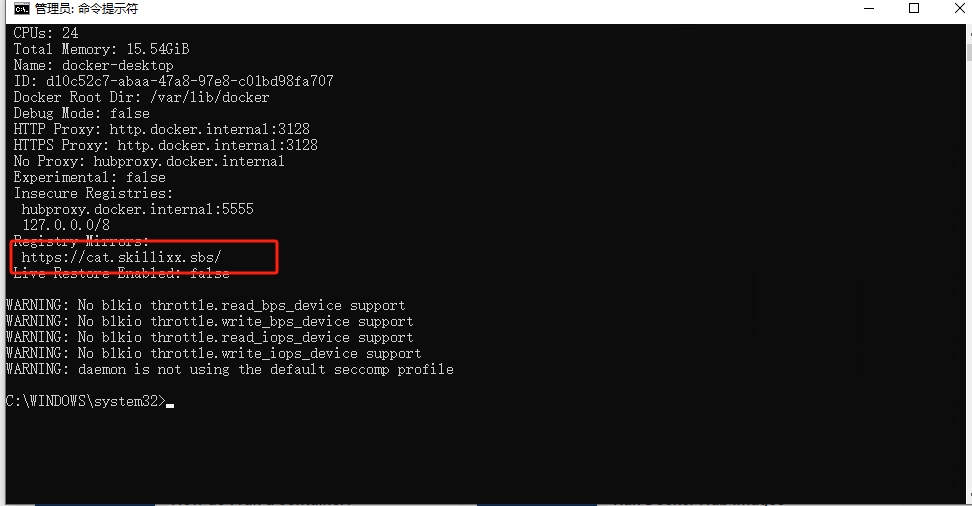 管理员: 命令提示符
CPUs: 24
Total Memory: 15.54GiB
Name: docker-desktop
ID: d10c52c7-abaa-47a8-97e8-c01bd98fa707
Docker Root Dir: /var/lib/docker
Debug Mode: false
HTTP Proxy: http.docker.internal:3128
HTTPS Proxy: http.docker.internal:3128
No Proxy: hubproxy.docker.internal
Experimental: false
Insecure Registries:
hubproxy.docker.internal:5555
127.0.0.0/8
Registry Mirrors:
https://cat.skillixx.sbs/
Live Restore Enabled: false
WARNING: No blkio throttle.read_bps_device support
WARNING: No blkio throttle.write_bps_device support
WARNING: No blkio throttle.read_iops_device support
WARNING: No blkio throttle.write_iops_device support
WARNING: daemon is not using the default seccomp profile
C:\WINDOWS\system32>